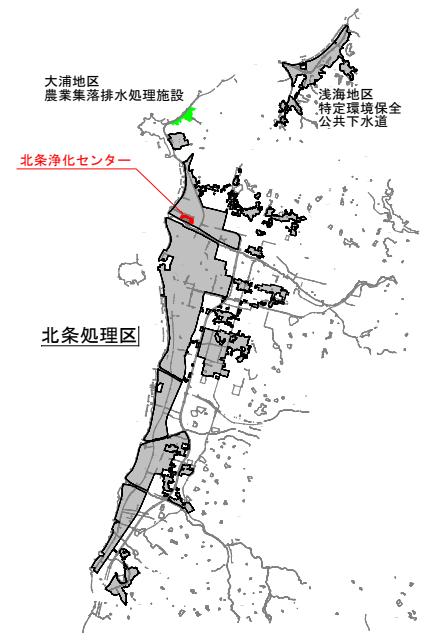 大浦地区
農業集落排水処理施設
浅海地区
特定環境保全
公共下水道
北条浄化センター
北条処理区